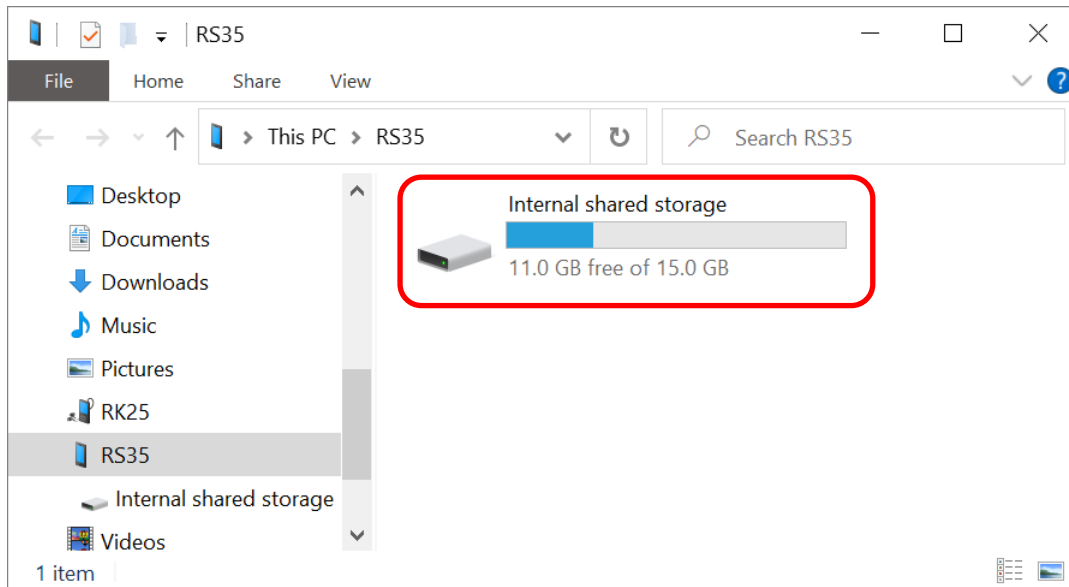 RS35
File Home Share View
?
This PC RS35
Search RS35
Desktop
Documents
Downloads
Music
Pictures
RK25
RS35
Internal shared storage
Videos
Internal shared storage
11.0 GB free of 15.0 GB
1 item